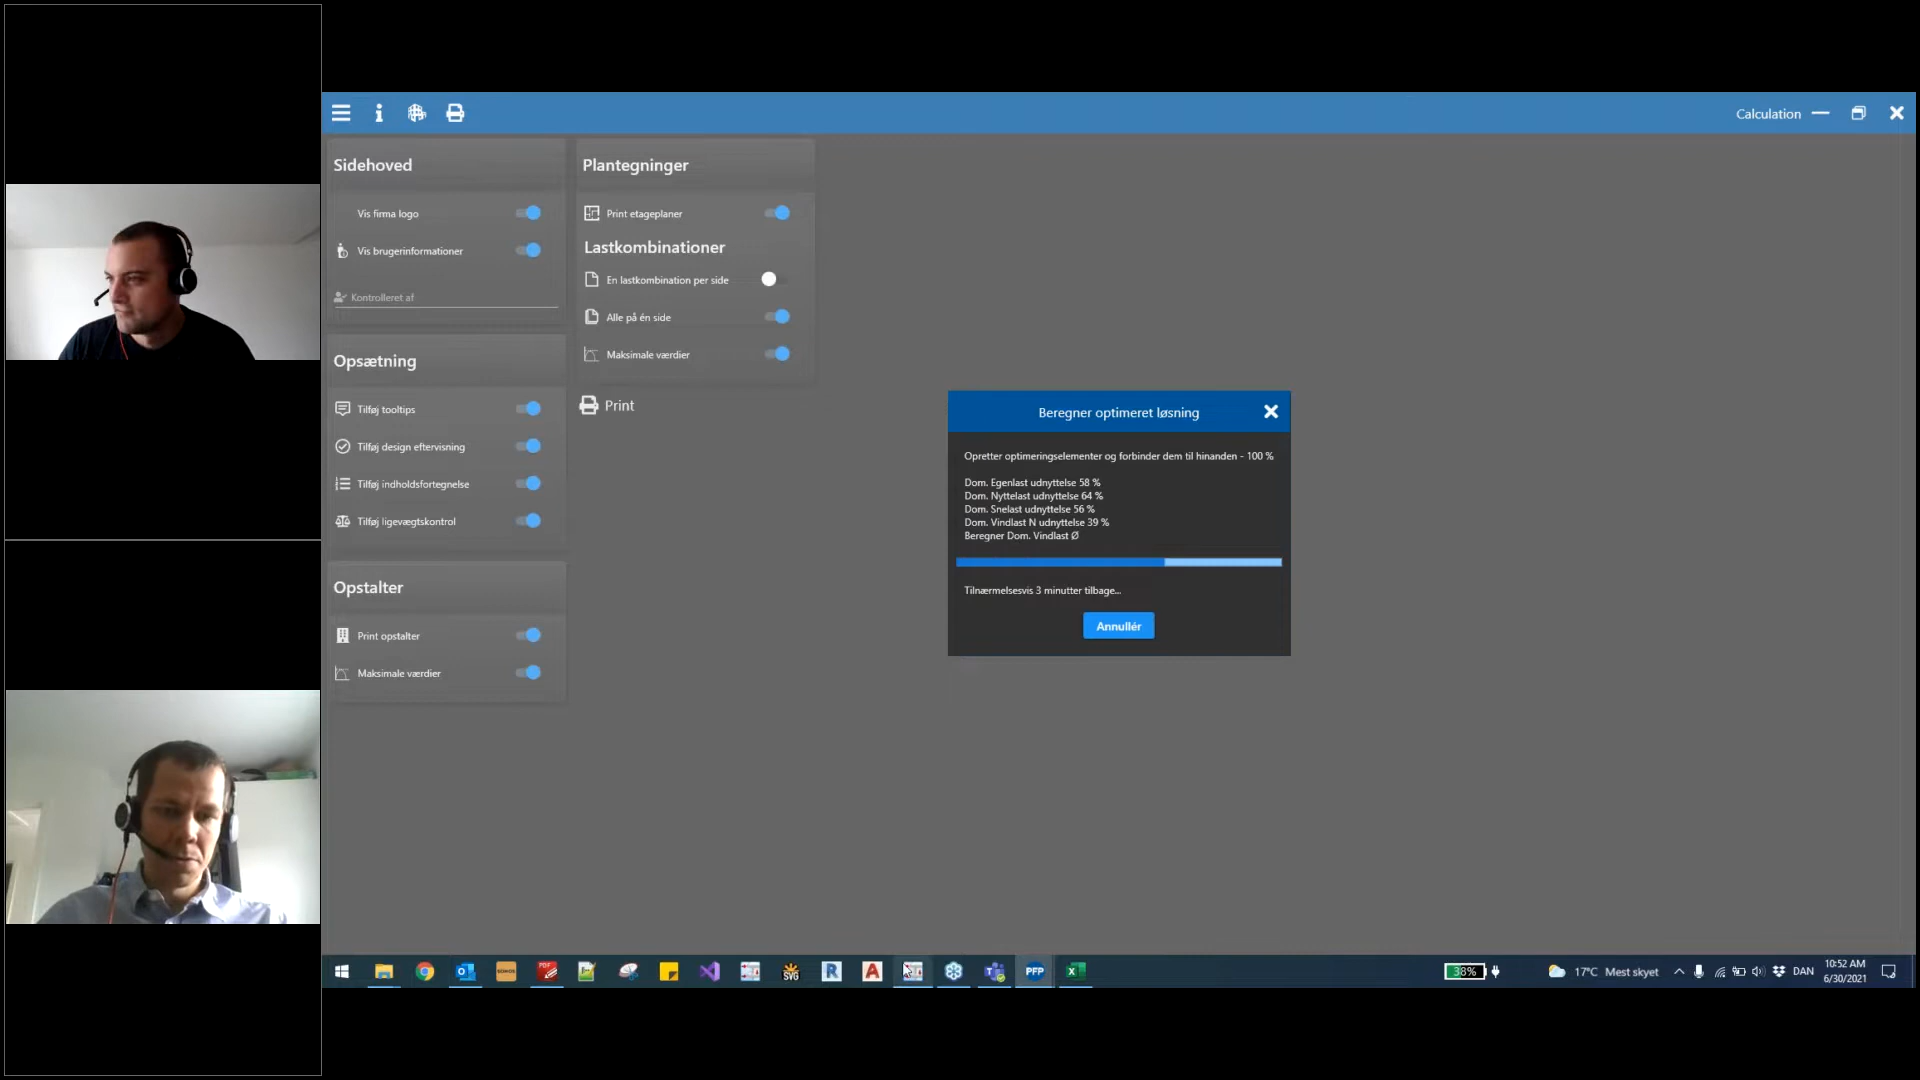 Calculation
Sidehoved
Vis firma logo
Vis brugerinformationer
Kontrolleret af
Opsætning
Tilføj tooltips
Tilføj design eftervisning
Tilføj indholdsfortegnelse
Tilføj ligevægtskontrol
Opstalter
Print opstalter
Maksimale værdier
Plantegninger
Print etageplaner
Lastkombinationer
En lastkombination per side
Alle på én side
Maksimale værdier
Print
Beregner optimeret løsning
Opretter optimeringselementer og forbinder dem til hinanden - 100 %
Dom. Egenlast udnyttelse 58 %
Dom. Nyttelast udnyttelse 64 %
Dom. Snelast udnyttelse 56 %
Dom. Vindlast N udnyttelse 39 %
Beregner Dom. Vindlast Ø
Tilnærmelsesvis 3 minutter tilbage...
Annullér
SONOS
PDF
SVG
R
A
PFP
38%
17°C Mest skyet
DAN
10:52 AM
6/30/2021